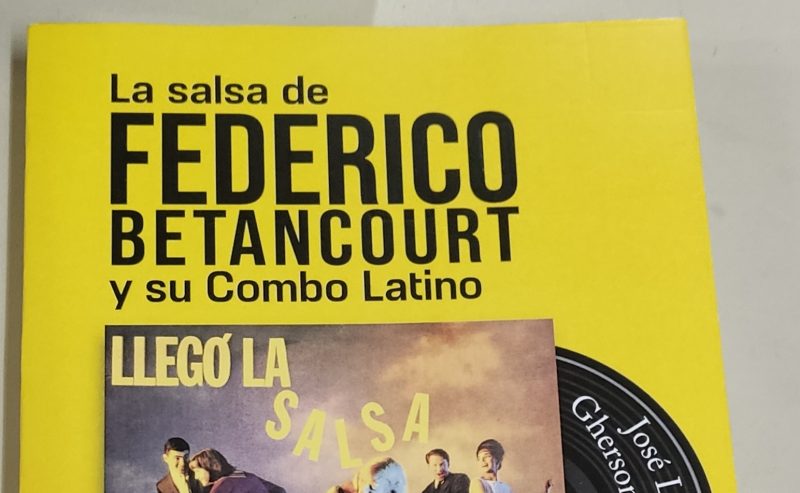 La salsa de
FEDERICO
BETANCOURT
y su Combo Latino
LLEGÓ LA
SALSA
José
Gherson